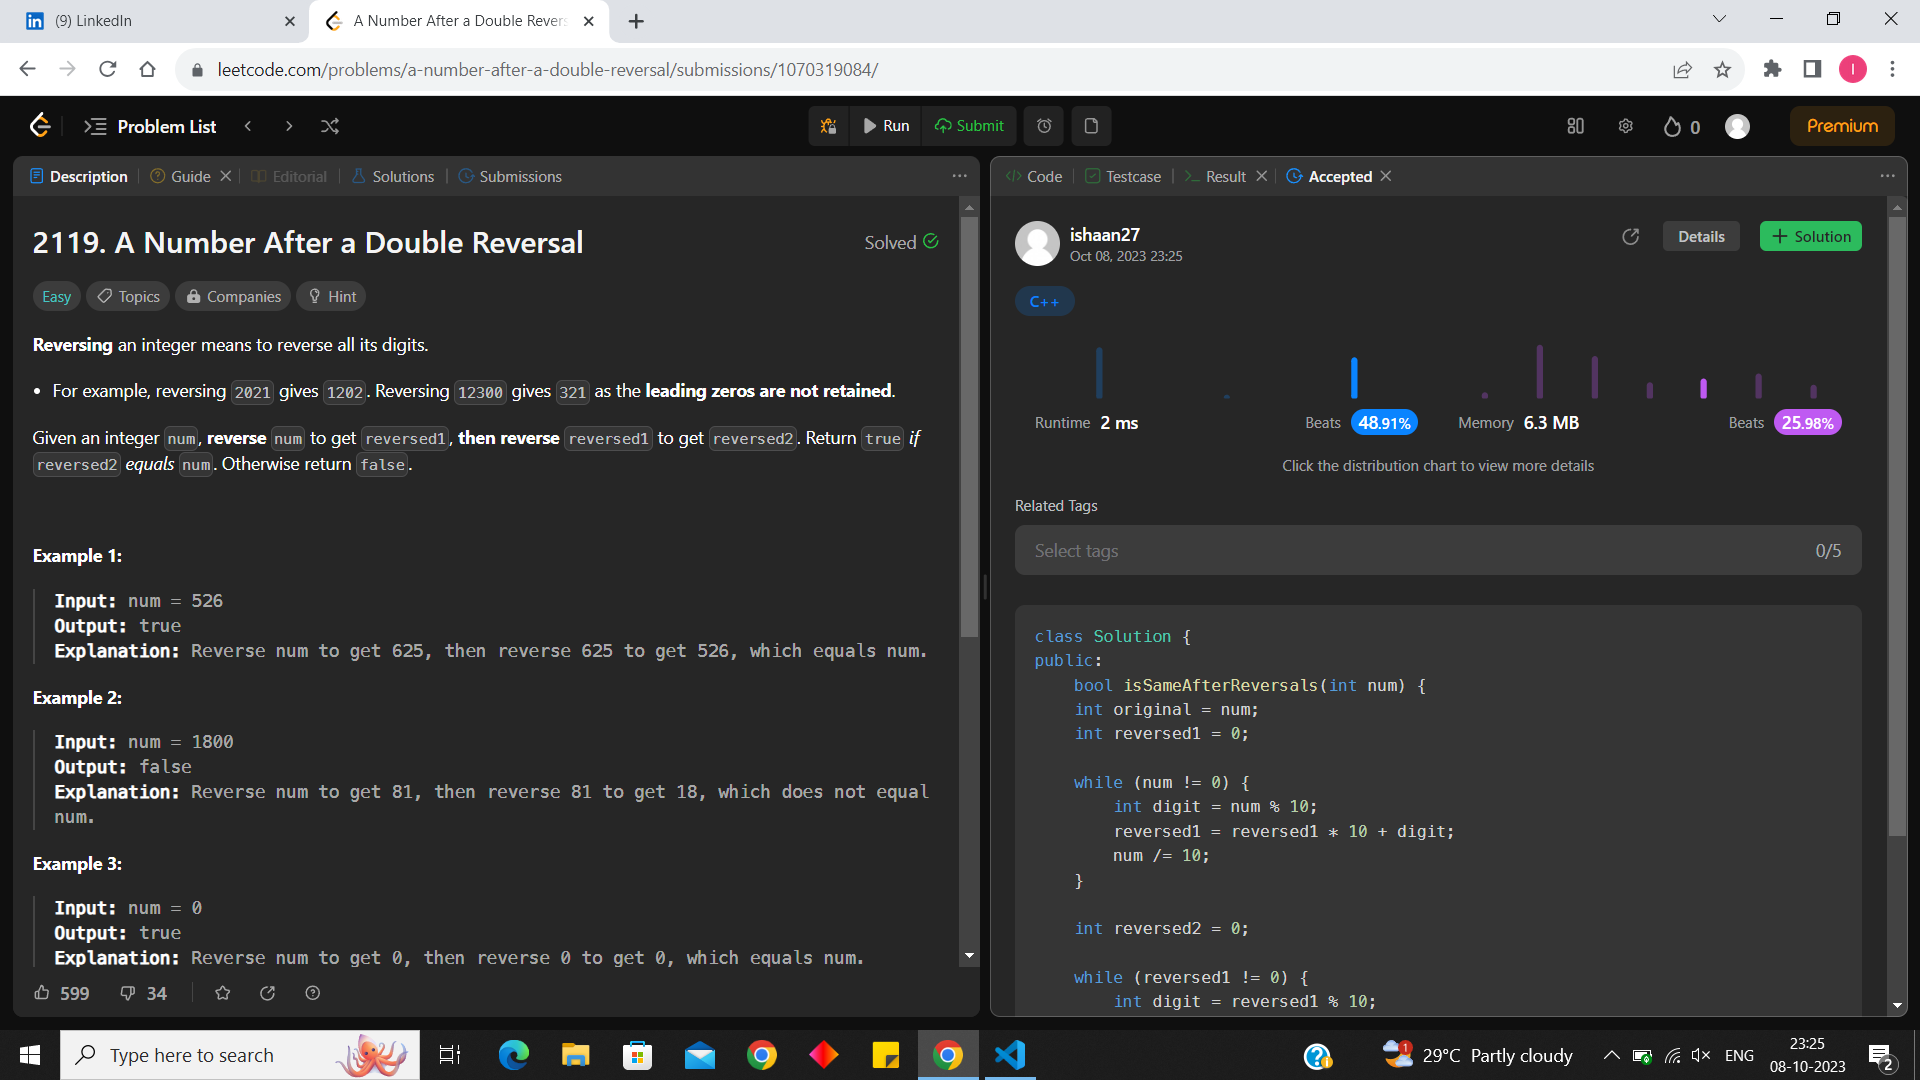 (9) LinkedIn
A Number After a Double Revers
leetcode.com/problems/a-number-after-a-double-reversal/submissions/1070319084/
I
Problem List
Run
Submit
0
Premium
Description
Guide
Editorial
Solutions
Submissions
2119. A Number After a Double Reversal
Solved
Easy
Topics
Companies
Hint
Reversing an integer means to reverse all its digits.
• For example, reversing 2021 gives 1202. Reversing 12300 gives 321 as the leading zeros are not retained.
Given an integer num, reverse num to get reversed1, then reverse reversed1 to get reversed2. Return true if
reversed2 equals num. Otherwise return false.
Example 1:
Input: num = 526
Output: true
Explanation: Reverse num to get 625, then reverse 625 to get 526, which equals num.
Example 2:
Input: num = 1800
Output: false
Explanation: Reverse num to get 81, then reverse 81 to get 18, which does not equal
num.
Example 3:
Input: num = 0
Output: true
Explanation: Reverse num to get 0, then reverse 0 to get 0, which equals num.
599
34
Code
Testcase
Result
Accepted
ishaan27
Oct 08, 2023 23:25
Details
Solution
C++
Runtime 2 ms
Beats 48.91%
Memory 6.3 MB
Beats 25.98%
Click the distribution chart to view more details
Related Tags
Select tags
0/5
class Solution {
public:
bool isSameAfterReversals(int num) {
int original = num;
int reversed1 = 0;
while (num != 0) {
int digit = num % 10;
reversed1 = reversed1 * 10 + digit;
num /= 10;
}
int reversed2 = 0;
while (reversed1 != 0) {
int digit = reversed1 % 10;
Type here to search
1
29°C Partly cloudy
ENG
23:25
08-10-2023
2